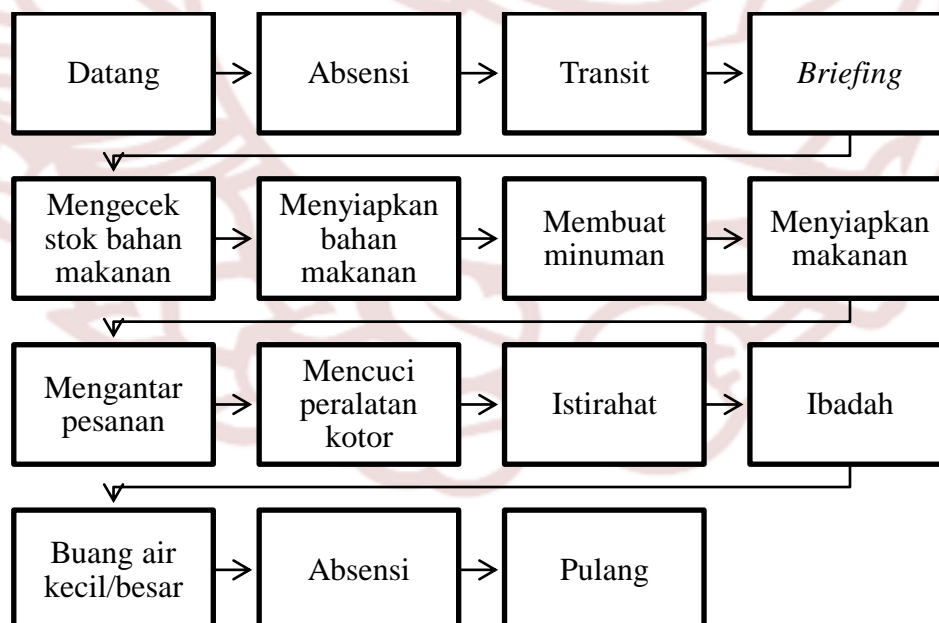 Datang
Absensi
Transit
Briefing
Mengecek
stok bahan
makanan
Menyiapkan
bahan
makanan
Membuat
minuman
Menyiapkan
makanan
Mengantar
pesanan
Mencuci
peralatan
kotor
Istirahat
Ibadah
Buang air
kecil/besar
Absensi
Pulang